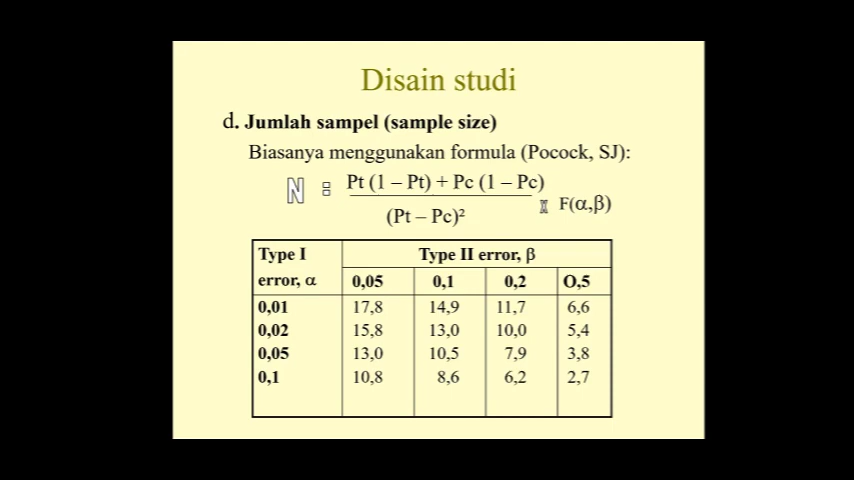 Disain studi
d. Jumlah sampel (sample size)
Biasanya menggunakan formula (Pocock, SJ):
N = Pt (1 – Pt) + Pc (1 – Pc)
(Pt – Pc)² x F(α,β)
Type I Type II error, β
error, α 0,05 0,1 0,2 O,5
0,01 17,8 14,9 11,7 6,6
0,02 15,8 13,0 10,0 5,4
0,05 13,0 10,5 7,9 3,8
0,1 10,8 8,6 6,2 2,7